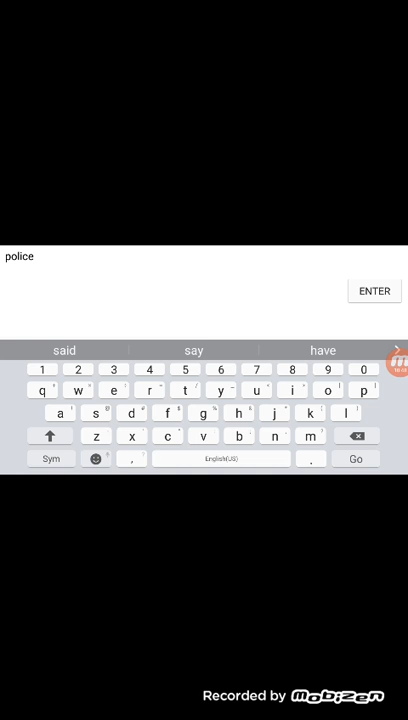 police
ENTER
said say have
1 2 3 4 5 6 7 8 9 0
q w e r t y u i o p
a s d f g h j k l
z x c v b n m
Sym , English(US) . Go
Recorded by Mobizen